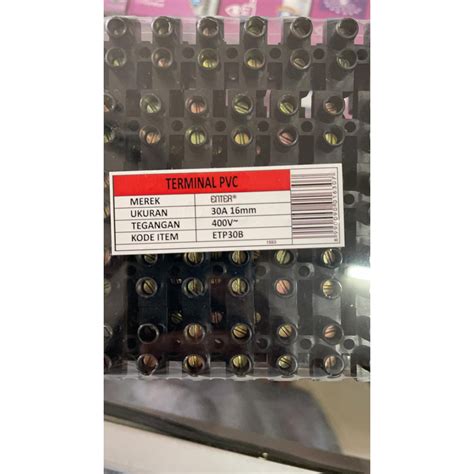 TERMINAL PVC
MEREK ENTER®
UKURAN 30A 16mm
TEGANGAN 400V~
KODE ITEM ETP30B